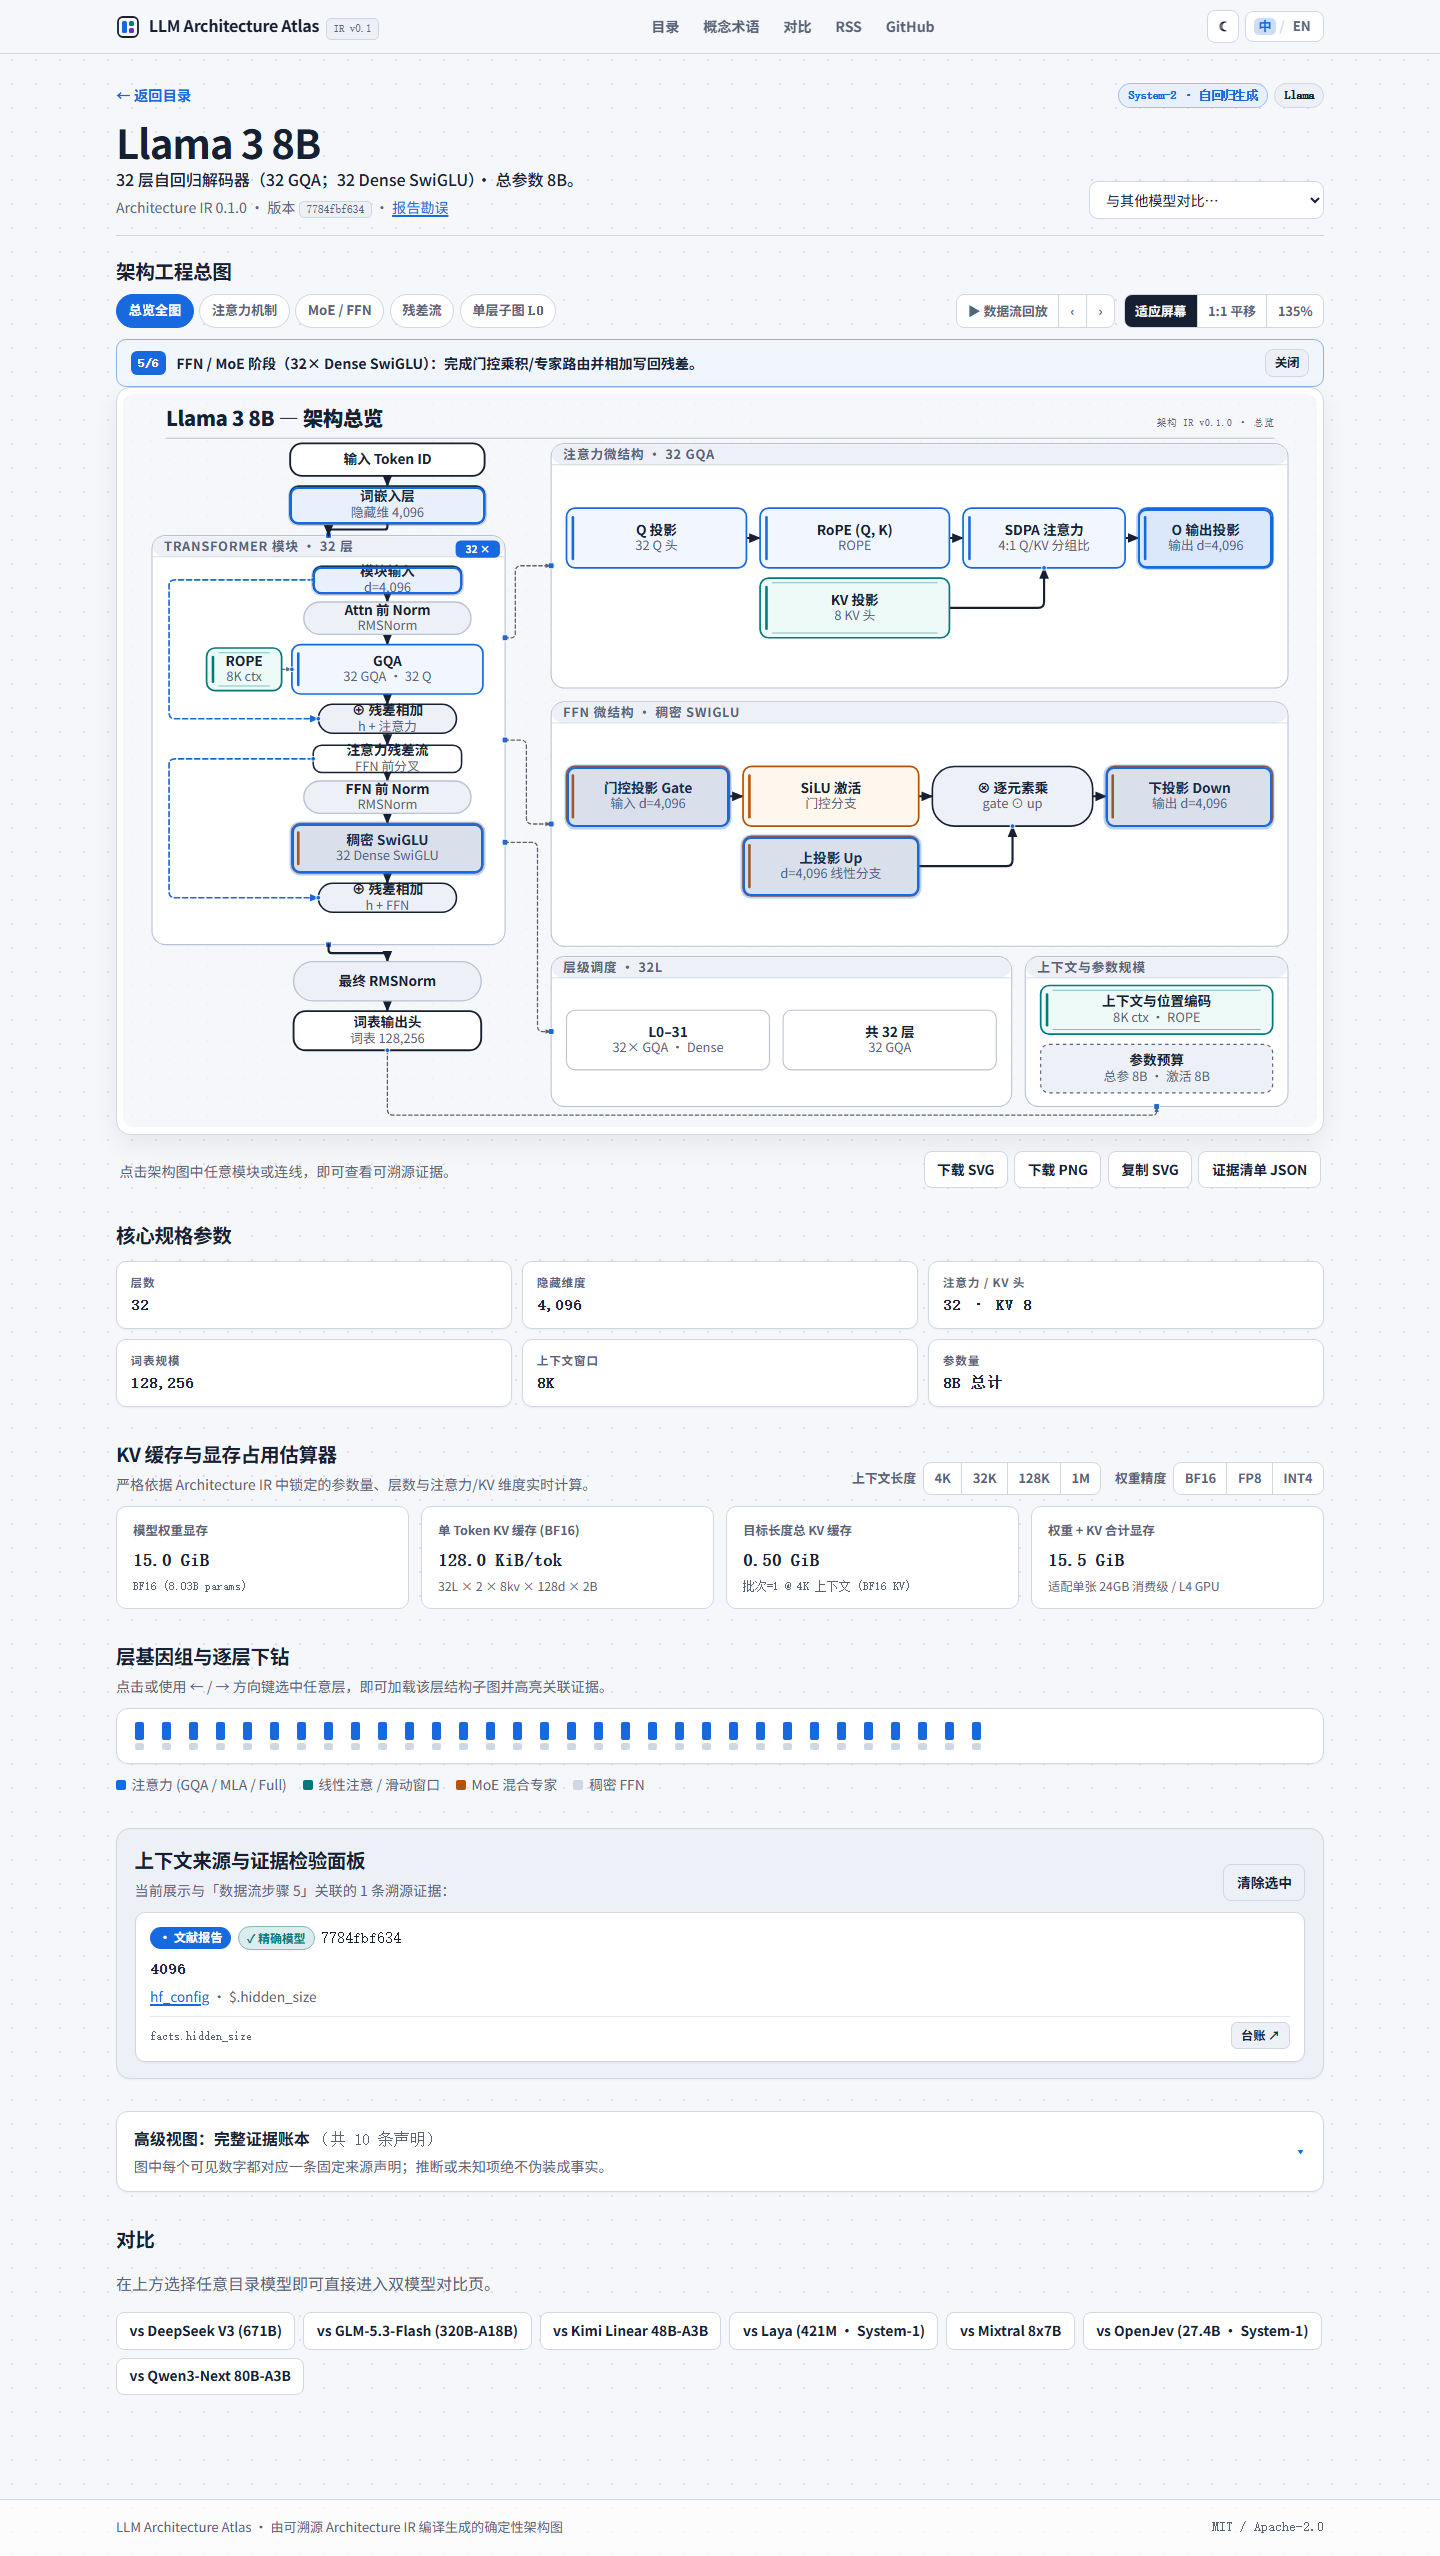 LLM Architecture Atlas IR v0.1 目录 概念术语 对比 RSS GitHub ☾ 中 / EN
← 返回目录 System-2 · 自回归生成 Llama
Llama 3 8B
32 层自回归解码器（32 GQA；32 Dense SwiGLU）· 总参数 8B。
Architecture IR 0.1.0 · 版本 7784fbf634 · 报告勘误 与其他模型对比…
架构工程总图
总览全图 注意力机制 MoE / FFN 残差流 单层子图 L0 ▶ 数据流回放 ‹ › 适应屏幕 1:1 平移 135%
5/6 FFN / MoE 阶段（32× Dense SwiGLU）：完成门控乘积/专家路由并相加写回残差。 关闭
Llama 3 8B — 架构总览 架构 IR v0.1.0 · 总览
输入 Token ID
词嵌入层
隐藏维 4,096
TRANSFORMER 模块 · 32 层 32 ×
模块输入
d=4,096
Attn 前 Norm
RMSNorm
ROPE
8K ctx
GQA
32 GQA · 32 Q
⊕ 残差相加
h + 注意力
注意力残差流
FFN 前分叉
FFN 前 Norm
RMSNorm
稠密 SwiGLU
32 Dense SwiGLU
⊕ 残差相加
h + FFN
最终 RMSNorm
词表输出头
词表 128,256
注意力微结构 · 32 GQA
Q 投影
32 Q 头
RoPE (Q, K)
ROPE
SDPA 注意力
4:1 Q/KV 分组比
O 输出投影
输出 d=4,096
KV 投影
8 KV 头
FFN 微结构 · 稠密 SWIGLU
门控投影 Gate
输入 d=4,096
SiLU 激活
门控分支
⊗ 逐元素乘
gate ⊙ up
下投影 Down
输出 d=4,096
上投影 Up
d=4,096 线性分支
层级调度 · 32L
L0–31
32× GQA · Dense
共 32 层
32 GQA
上下文与参数规模
上下文与位置编码
8K ctx · ROPE
参数预算
总参 8B · 激活 8B
点击架构图中任意模块或连线，即可查看可溯源证据。 下载 SVG 下载 PNG 复制 SVG 证据清单 JSON
核心规格参数
层数
32
隐藏维度
4,096
注意力 / KV 头
32 · KV 8
词表规模
128,256
上下文窗口
8K
参数量
8B 总计
KV 缓存与显存占用估算器
严格依据 Architecture IR 中锁定的参数量、层数与注意力/KV 维度实时计算。 上下文长度 4K 32K 128K 1M 权重精度 BF16 FP8 INT4
模型权重显存
15.0 GiB
BF16 (8.03B params)
单 Token KV 缓存 (BF16)
128.0 KiB/tok
32L × 2 × 8kv × 128d × 2B
目标长度总 KV 缓存
0.50 GiB
批次=1 @ 4K 上下文 (BF16 KV)
权重 + KV 合计显存
15.5 GiB
适配单张 24GB 消费级 / L4 GPU
层基因组与逐层下钻
点击或使用 ← / → 方向键选中任意层，即可加载该层结构子图并高亮关联证据。
注意力 (GQA / MLA / Full) 线性注意 / 滑动窗口 MoE 混合专家 稠密 FFN
上下文来源与证据检验面板
当前展示与「数据流步骤 5」关联的 1 条溯源证据： 清除选中
· 文献报告 ✓ 精确模型 7784fbf634
4096
hf_config · $.hidden_size
facts.hidden_size 台账 ↗
高级视图：完整证据账本 （共 10 条声明）
图中每个可见数字都对应一条固定来源声明；推断或未知项绝不伪装成事实。
对比
在上方选择任意目录模型即可直接进入双模型对比页。
vs DeepSeek V3 (671B) vs GLM-5.3-Flash (320B-A18B) vs Kimi Linear 48B-A3B vs Laya (421M · System-1) vs Mixtral 8x7B vs OpenJev (27.4B · System-1)
vs Qwen3-Next 80B-A3B
LLM Architecture Atlas · 由可溯源 Architecture IR 编译生成的确定性架构图 MIT / Apache-2.0